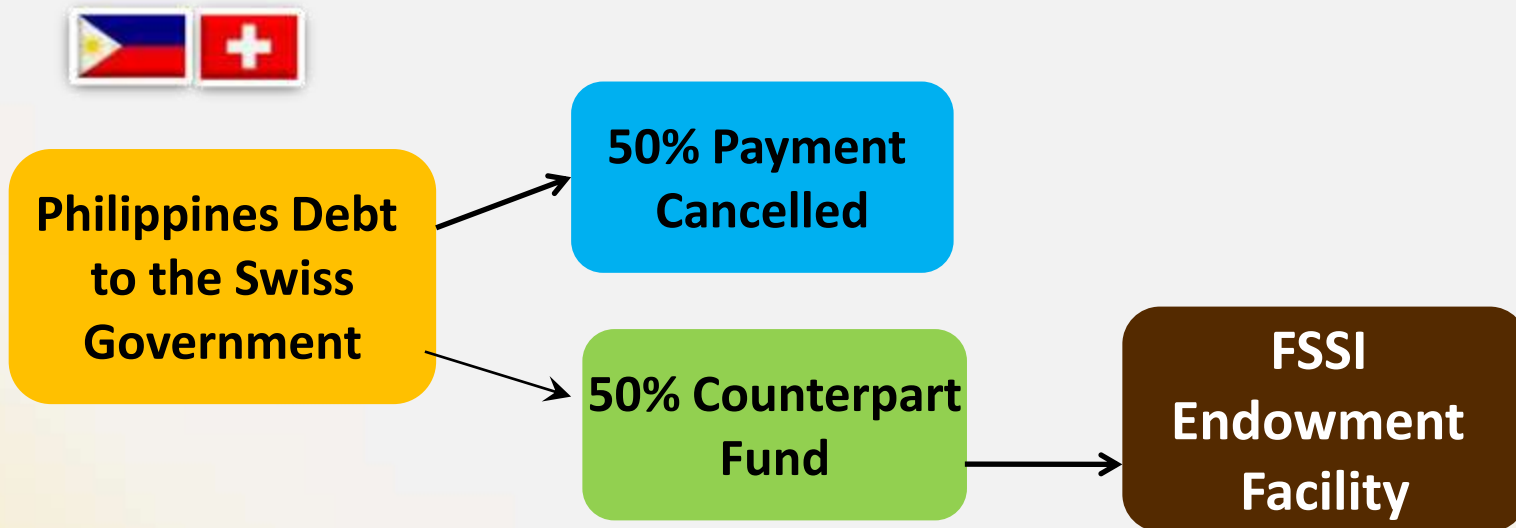 Philippines Debt
to the Swiss
Government
50% Payment
Cancelled
50% Counterpart
Fund
FSSI
Endowment
Facility